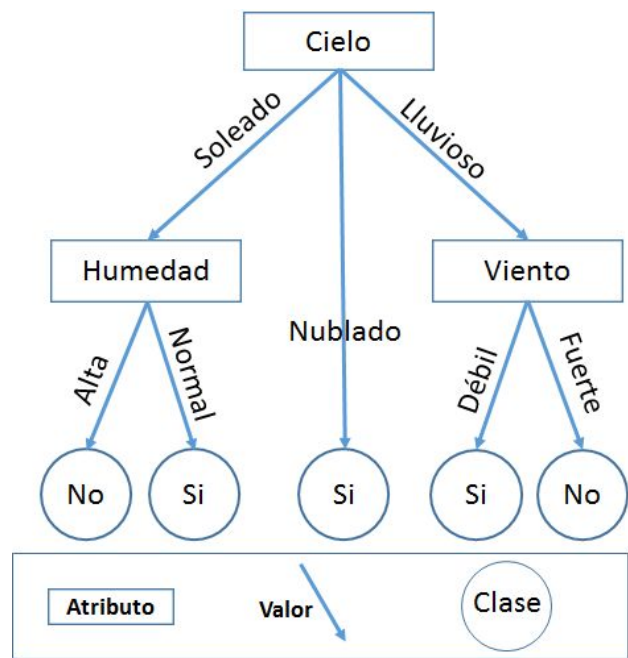 Cielo
Soleado
Lluvioso
Humedad
Viento
Nublado
Alta
Normal
Débil
Fuerte
No
Si
Si
Si
No
Atributo
Valor
Clase